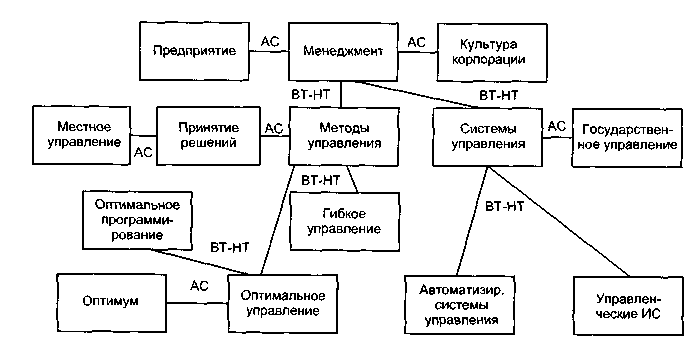 Предприятие
АС
Менеджмент
АС
Культура
корпорации
ВТ-НТ
ВТ-НТ
Местное
управление
АС
Принятие
решений
АС
Методы
управления
Системы
управления
АС
Государствен-
ное управление
ВТ-НТ
ВТ-НТ
Оптимальное
программи-
рование
Гибкое
управление
ВТ-НТ
Оптимум
АС
Оптимальное
управление
Автоматизир.
системы
управления
Управлен-
ческие ИС